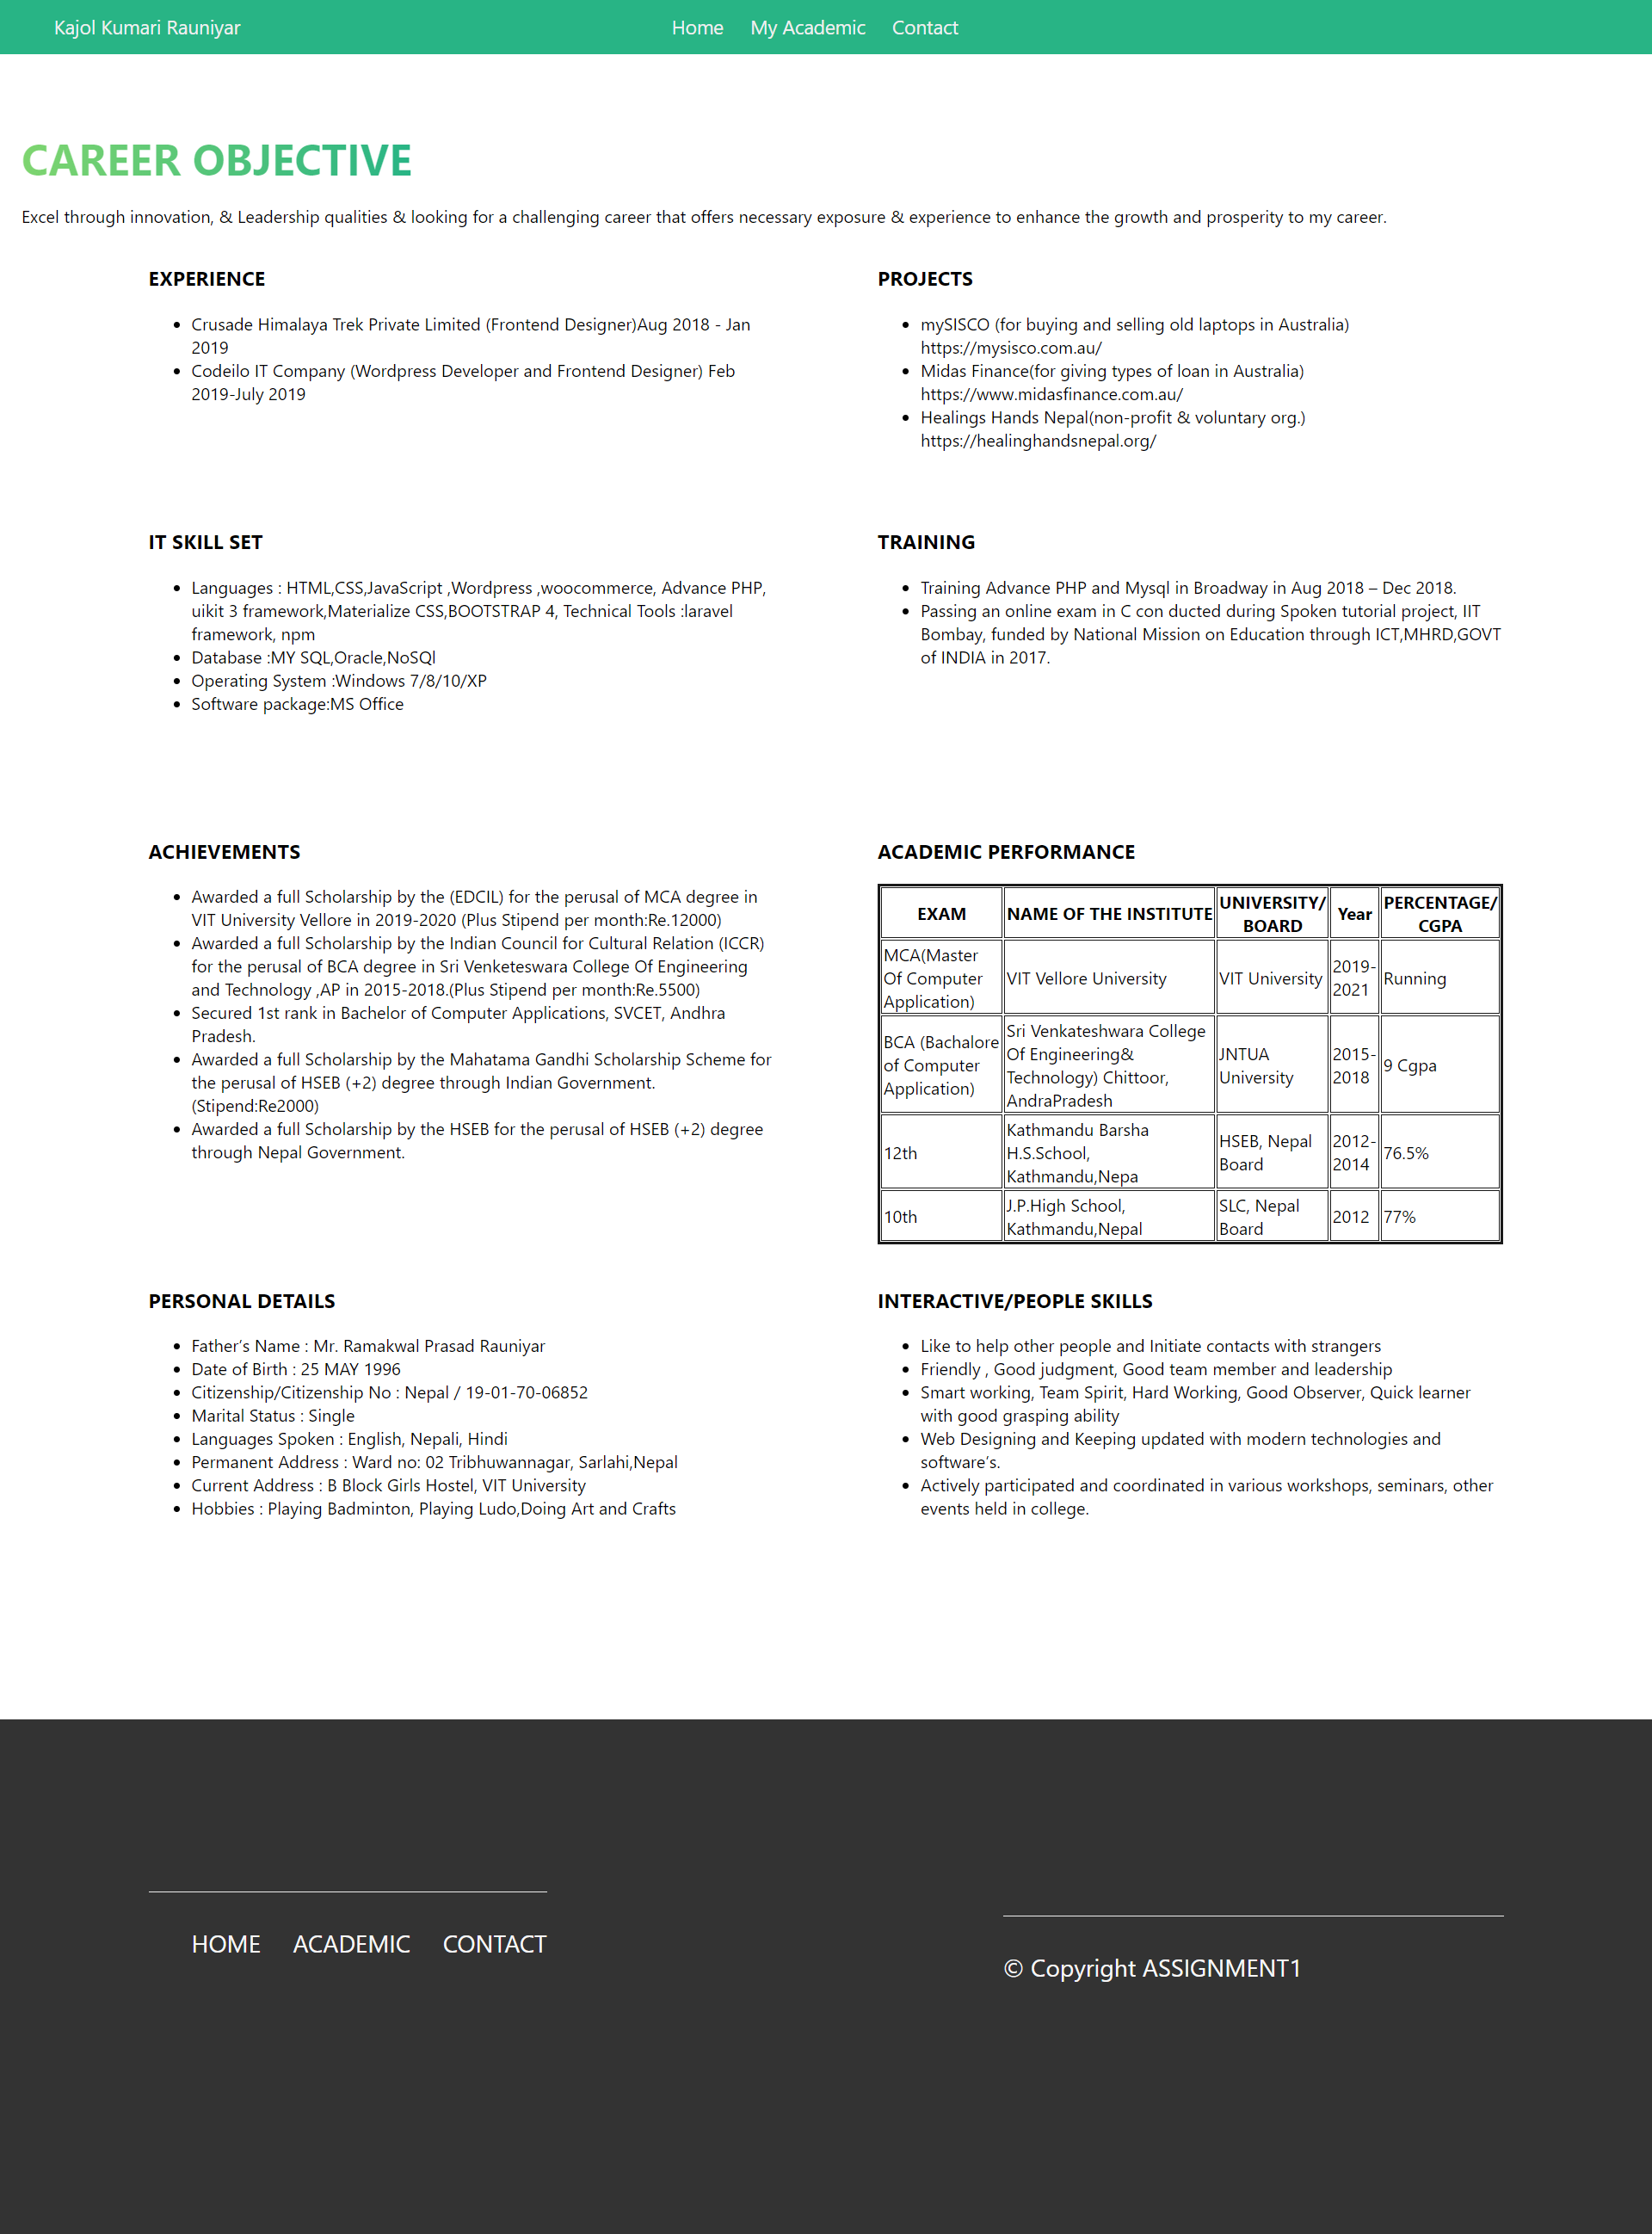 Kajol Kumari Rauniyar
Home My Academic Contact
CAREER OBJECTIVE
Excel through innovation, & Leadership qualities & looking for a challenging career that offers necessary exposure & experience to enhance the growth and prosperity to my career.
EXPERIENCE
• Crusade Himalaya Trek Private Limited (Frontend Designer)Aug 2018 - Jan
2019
• Codeilo IT Company (Wordpress Developer and Frontend Designer) Feb
2019-July 2019
PROJECTS
• mySISCO (for buying and selling old laptops in Australia)
https://mysisco.com.au/
• Midas Finance(for giving types of loan in Australia)
https://www.midasfinance.com.au/
• Healings Hands Nepal(non-profit & voluntary org.)
https://healinghandsnepal.org/
IT SKILL SET
• Languages : HTML,CSS,JavaScript ,Wordpress ,woocommerce, Advance PHP,
uikit 3 framework,Materialize CSS,BOOTSTRAP 4, Technical Tools :laravel
framework, npm
• Database :MY SQL,Oracle,NoSQl
• Operating System :Windows 7/8/10/XP
• Software package:MS Office
TRAINING
• Training Advance PHP and Mysql in Broadway in Aug 2018 – Dec 2018.
• Passing an online exam in C con ducted during Spoken tutorial project, IIT
Bombay, funded by National Mission on Education through ICT,MHRD,GOVT
of INDIA in 2017.
ACHIEVEMENTS
• Awarded a full Scholarship by the (EDCIL) for the perusal of MCA degree in
VIT University Vellore in 2019-2020 (Plus Stipend per month:Re.12000)
• Awarded a full Scholarship by the Indian Council for Cultural Relation (ICCR)
for the perusal of BCA degree in Sri Venketeswara College Of Engineering
and Technology ,AP in 2015-2018.(Plus Stipend per month:Re.5500)
• Secured 1st rank in Bachelor of Computer Applications, SVCET, Andhra
Pradesh.
• Awarded a full Scholarship by the Mahatama Gandhi Scholarship Scheme for
the perusal of HSEB (+2) degree through Indian Government.
(Stipend:Re2000)
• Awarded a full Scholarship by the HSEB for the perusal of HSEB (+2) degree
through Nepal Government.
ACADEMIC PERFORMANCE
EXAM
NAME OF THE INSTITUTE
UNIVERSITY/
BOARD
Year
PERCENTAGE/
CGPA
MCA(Master
Of Computer
Application)
VIT Vellore University
VIT University
2019-
2021
Running
BCA (Bachalore
of Computer
Application)
Sri Venkateshwara College
Of Engineering&
Technology) Chittoor,
AndraPradesh
JNTUA
University
2015-
2018
9 Cgpa
12th
Kathmandu Barsha
H.S.School,
Kathmandu,Nepa
HSEB, Nepal
Board
2012-
2014
76.5%
10th
J.P.High School,
Kathmandu,Nepal
SLC, Nepal
Board
2012
77%
PERSONAL DETAILS
• Father’s Name : Mr. Ramakwal Prasad Rauniyar
• Date of Birth : 25 MAY 1996
• Citizenship/Citizenship No : Nepal / 19-01-70-06852
• Marital Status : Single
• Languages Spoken : English, Nepali, Hindi
• Permanent Address : Ward no: 02 Tribhuwannagar, Sarlahi,Nepal
• Current Address : B Block Girls Hostel, VIT University
• Hobbies : Playing Badminton, Playing Ludo,Doing Art and Crafts
INTERACTIVE/PEOPLE SKILLS
• Like to help other people and Initiate contacts with strangers
• Friendly , Good judgment, Good team member and leadership
• Smart working, Team Spirit, Hard Working, Good Observer, Quick learner
with good grasping ability
• Web Designing and Keeping updated with modern technologies and
software’s.
• Actively participated and coordinated in various workshops, seminars, other
events held in college.
HOME ACADEMIC CONTACT
© Copyright ASSIGNMENT1